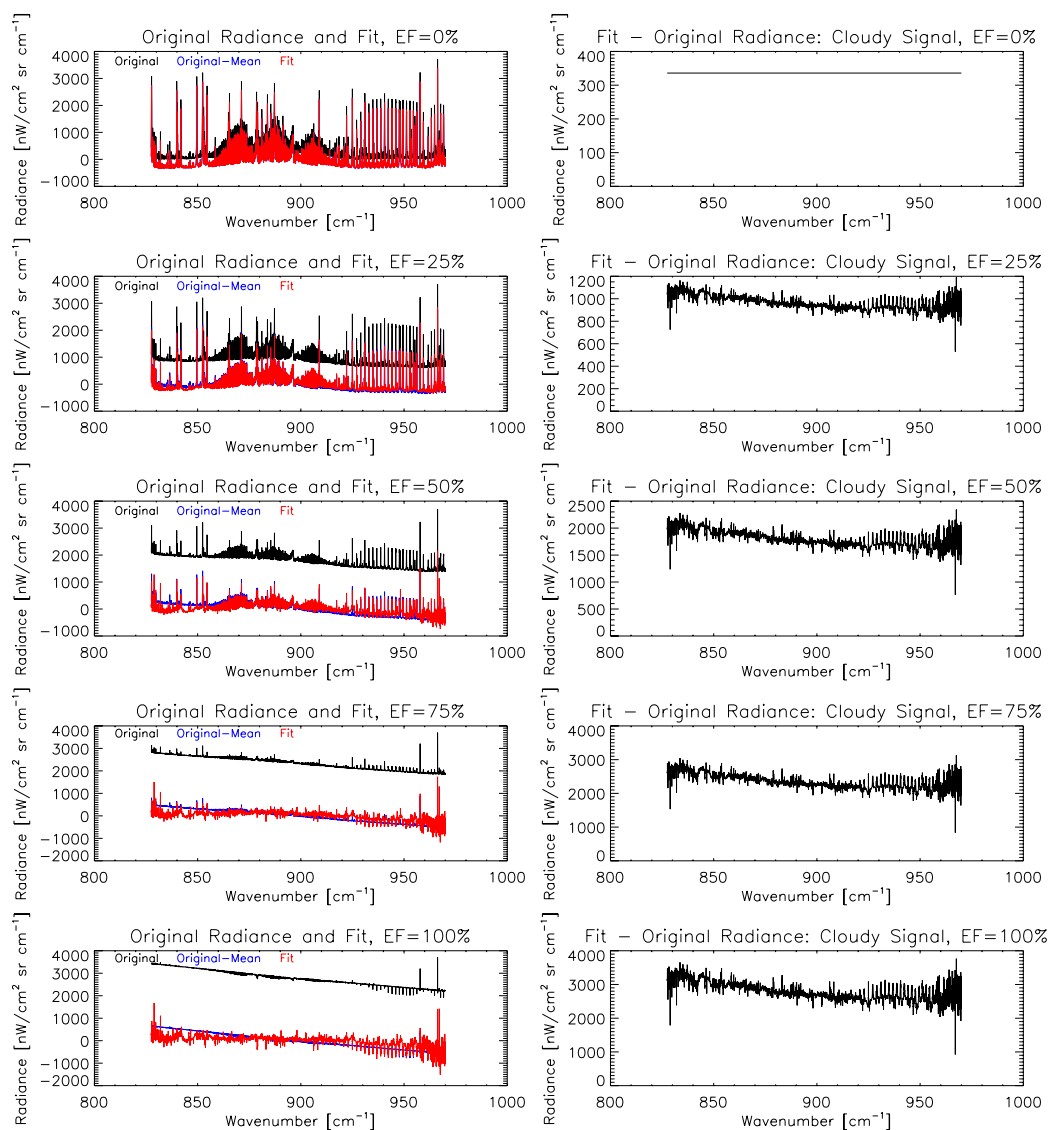 Original Radiance and Fit, EF=0%
Original Original-Mean Fit
Radiance [nW/cm² sr cm⁻¹]
4000
3000
2000
1000
0
-1000
800 850 900 950 1000
Wavenumber [cm⁻¹]
Fit - Original Radiance: Cloudy Signal, EF=0%
Radiance [nW/cm² sr cm⁻¹]
400
300
200
100
0
800 850 900 950 1000
Wavenumber [cm⁻¹]
Original Radiance and Fit, EF=25%
Original Original-Mean Fit
Radiance [nW/cm² sr cm⁻¹]
4000
3000
2000
1000
0
-1000
800 850 900 950 1000
Wavenumber [cm⁻¹]
Fit - Original Radiance: Cloudy Signal, EF=25%
Radiance [nW/cm² sr cm⁻¹]
1200
1000
800
600
400
200
0
800 850 900 950 1000
Wavenumber [cm⁻¹]
Original Radiance and Fit, EF=50%
Original Original-Mean Fit
Radiance [nW/cm² sr cm⁻¹]
4000
3000
2000
1000
0
-1000
800 850 900 950 1000
Wavenumber [cm⁻¹]
Fit - Original Radiance: Cloudy Signal, EF=50%
Radiance [nW/cm² sr cm⁻¹]
2500
2000
1500
1000
500
0
800 850 900 950 1000
Wavenumber [cm⁻¹]
Original Radiance and Fit, EF=75%
Original Original-Mean Fit
Radiance [nW/cm² sr cm⁻¹]
4000
3000
2000
1000
0
-1000
-2000
800 850 900 950 1000
Wavenumber [cm⁻¹]
Fit - Original Radiance: Cloudy Signal, EF=75%
Radiance [nW/cm² sr cm⁻¹]
4000
3000
2000
1000
0
800 850 900 950 1000
Wavenumber [cm⁻¹]
Original Radiance and Fit, EF=100%
Original Original-Mean Fit
Radiance [nW/cm² sr cm⁻¹]
4000
3000
2000
1000
0
-1000
-2000
800 850 900 950 1000
Wavenumber [cm⁻¹]
Fit - Original Radiance: Cloudy Signal, EF=100%
Radiance [nW/cm² sr cm⁻¹]
4000
3000
2000
1000
0
800 850 900 950 1000
Wavenumber [cm⁻¹]